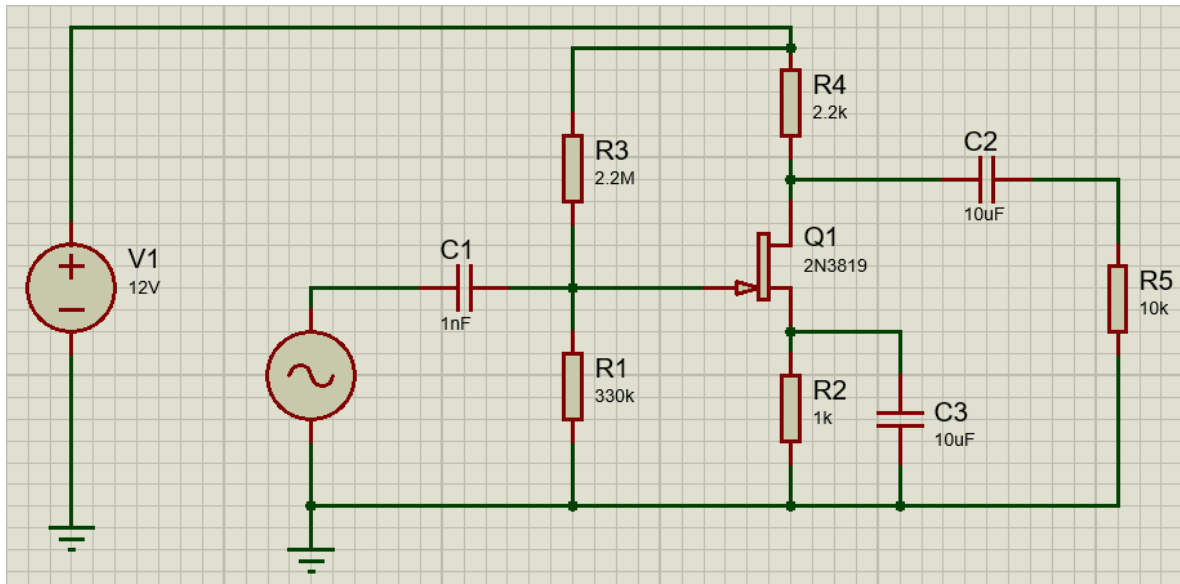 R4
2.2k
R3
2.2M
C2
10uF
Q1
2N3819
V1
12V
C1
1nF
R5
10k
R1
330k
R2
1k
C3
10uF